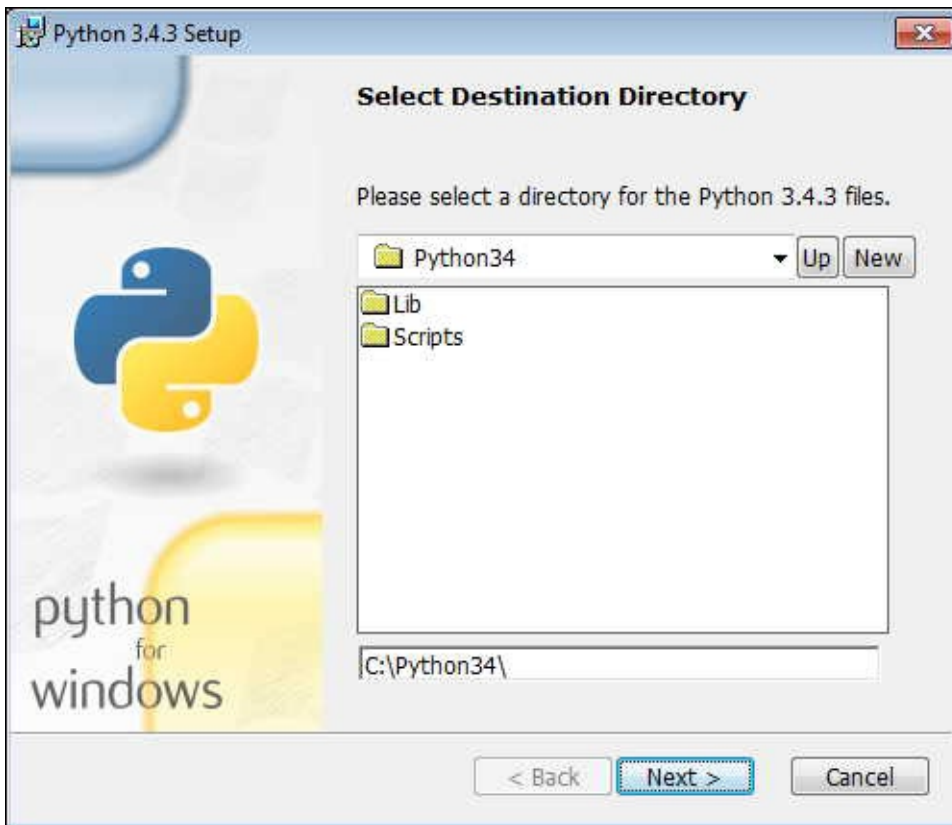 Python 3.4.3 Setup
Select Destination Directory
Please select a directory for the Python 3.4.3 files.
Python34
Up
New
Lib
Scripts
C:\Python34\
python
for
windows
< Back
Next >
Cancel